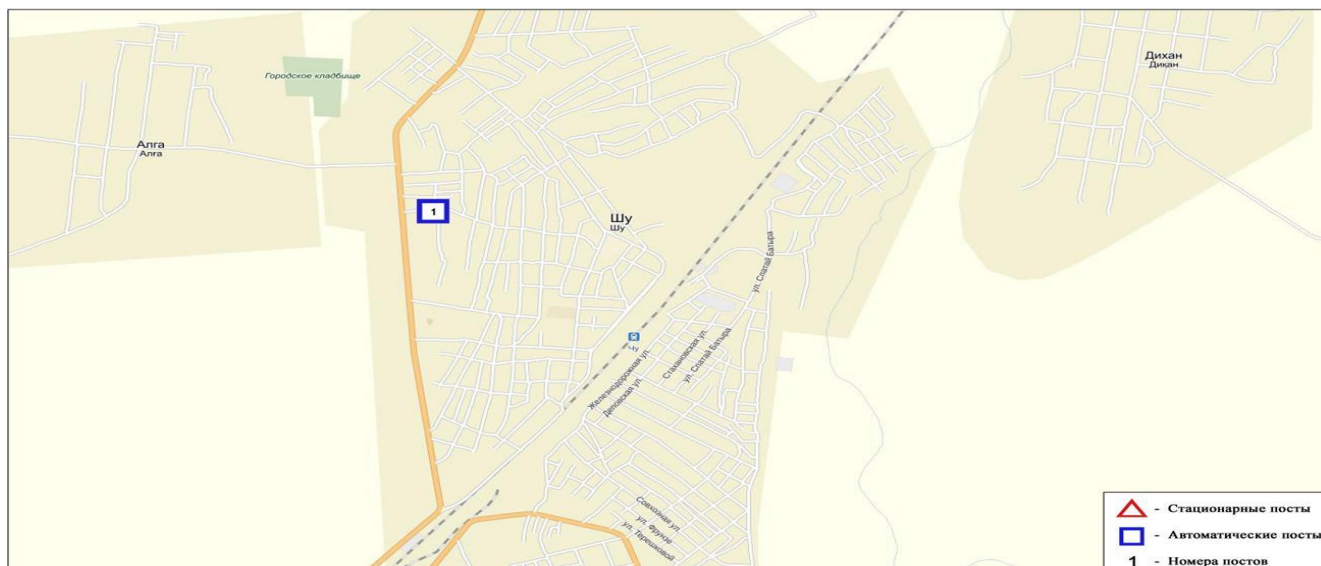 Городское кладбище
Дихан
Диқан
Алга
Алға
1
Шу
Шу
ул. Спатай Батыра
Стахановская ул.
ул. Спатай Батыра
Железнодорожная ул.
Деповская ул.
Совхозная ул.
ул. Фрунзе
ул. Терешковой
- Стационарные посты
- Автоматические посты
1 - Номера постов